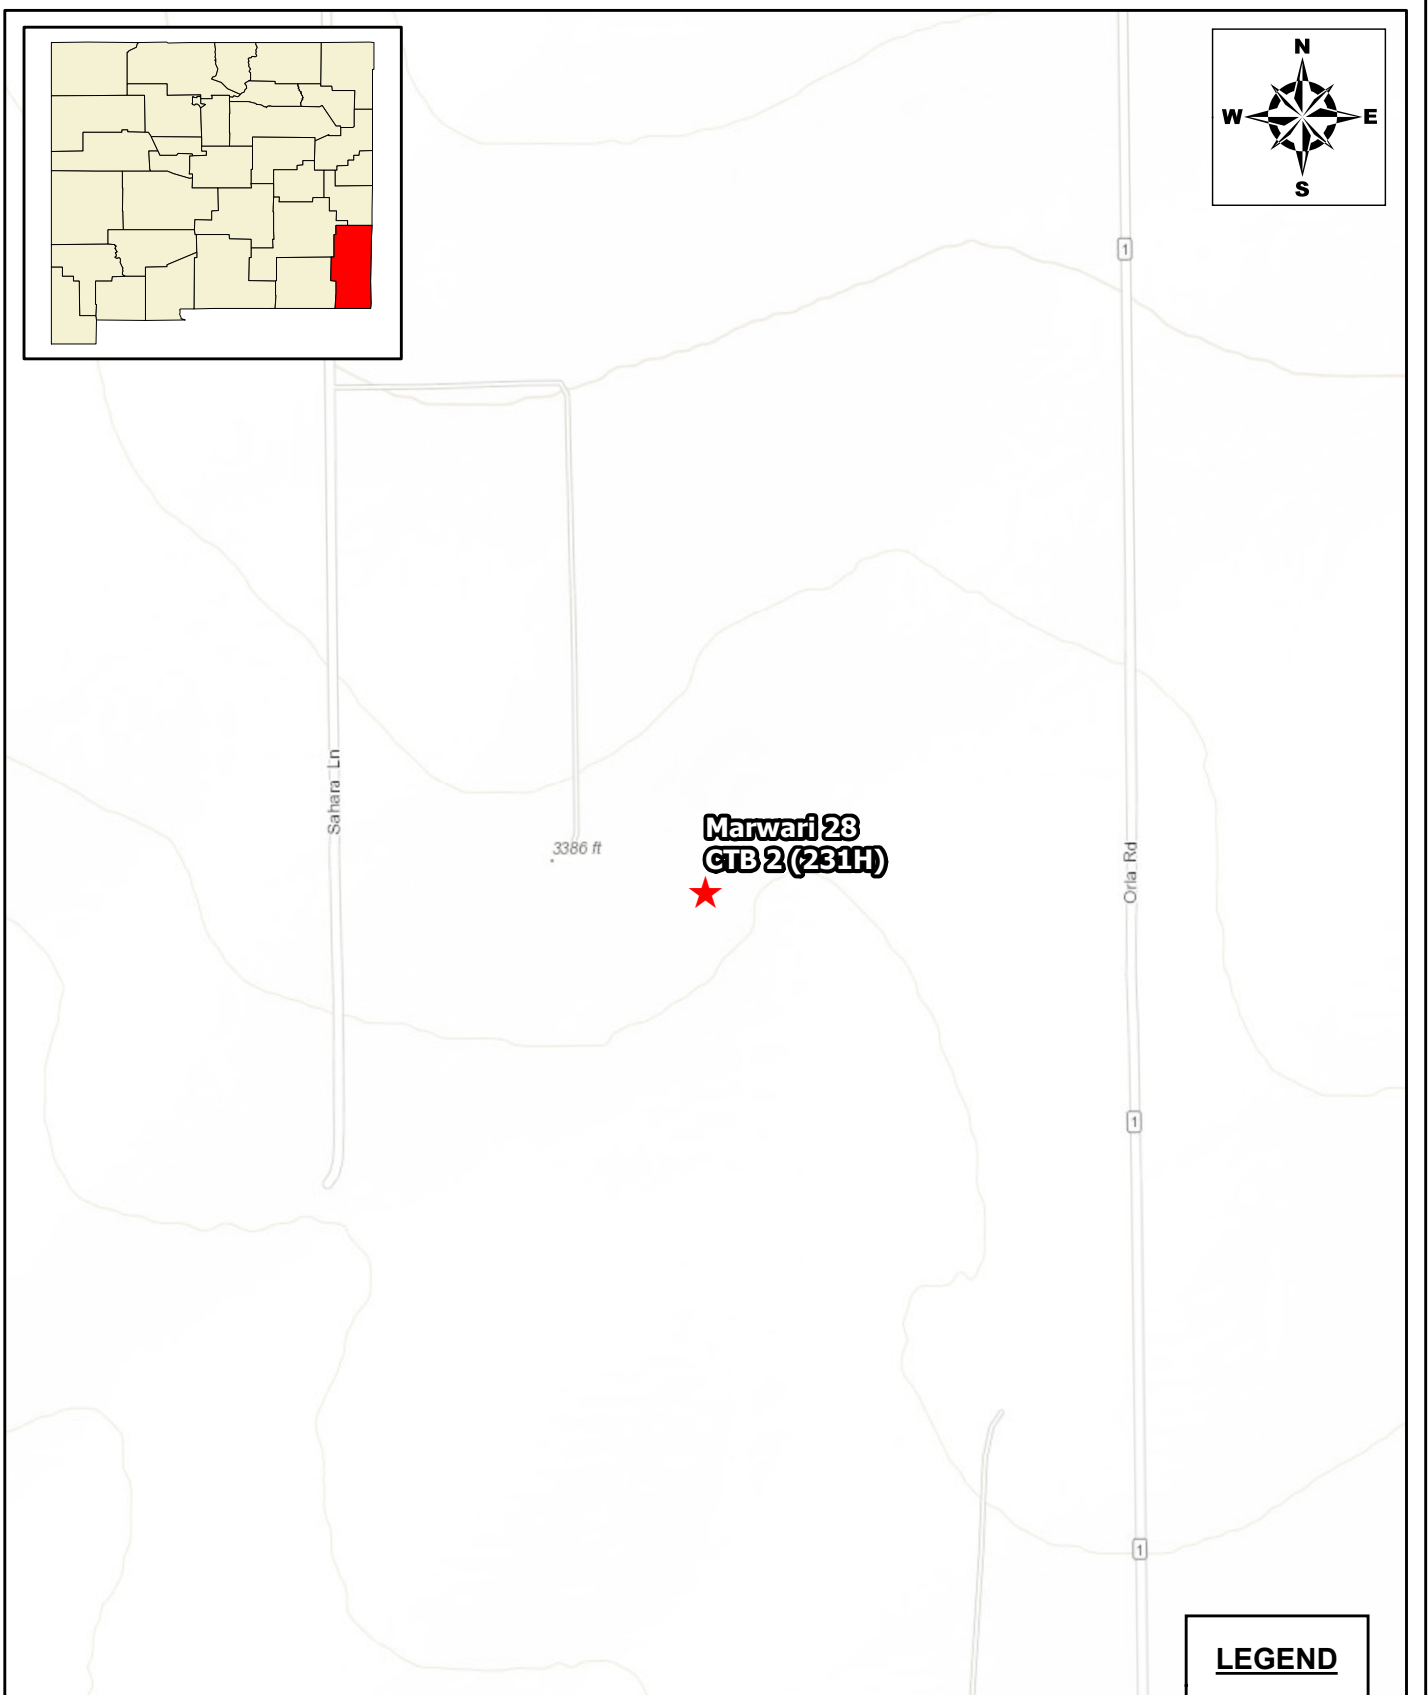 N
W E
S
1
Sahara Ln
Marwari 28
CTB 2 (231H)
3386 ft
Orla Rd
1
1
LEGEND